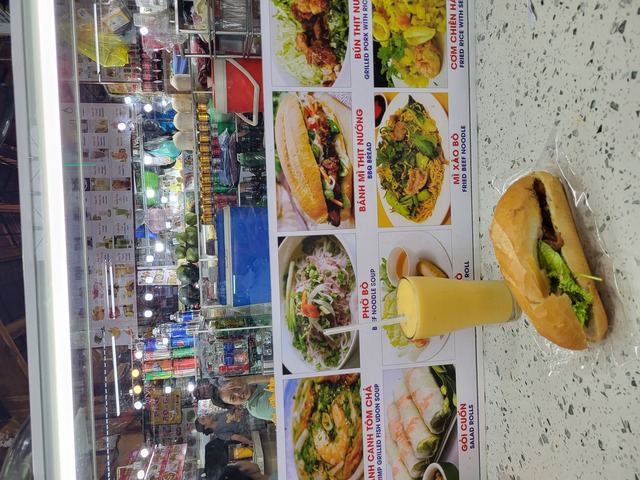 ANH CANH TÔM CHẢ
RIMP GRILLED FISH UDON SOUP
PHỞ BÒ
BEEF NOODLE SOUP
BÁNH MÌ THỊT NƯỚNG
BBQ BREAD
BÚN THỊT NƯ
GRILLED PORK WITH RIC
GỎI CUỐN
SALAD ROLLS
ROLL
MÌ XÀO BÒ
FRIED BEEF NOODLE
CƠM CHIÊN HẢ
FRIED RICE WITH SE